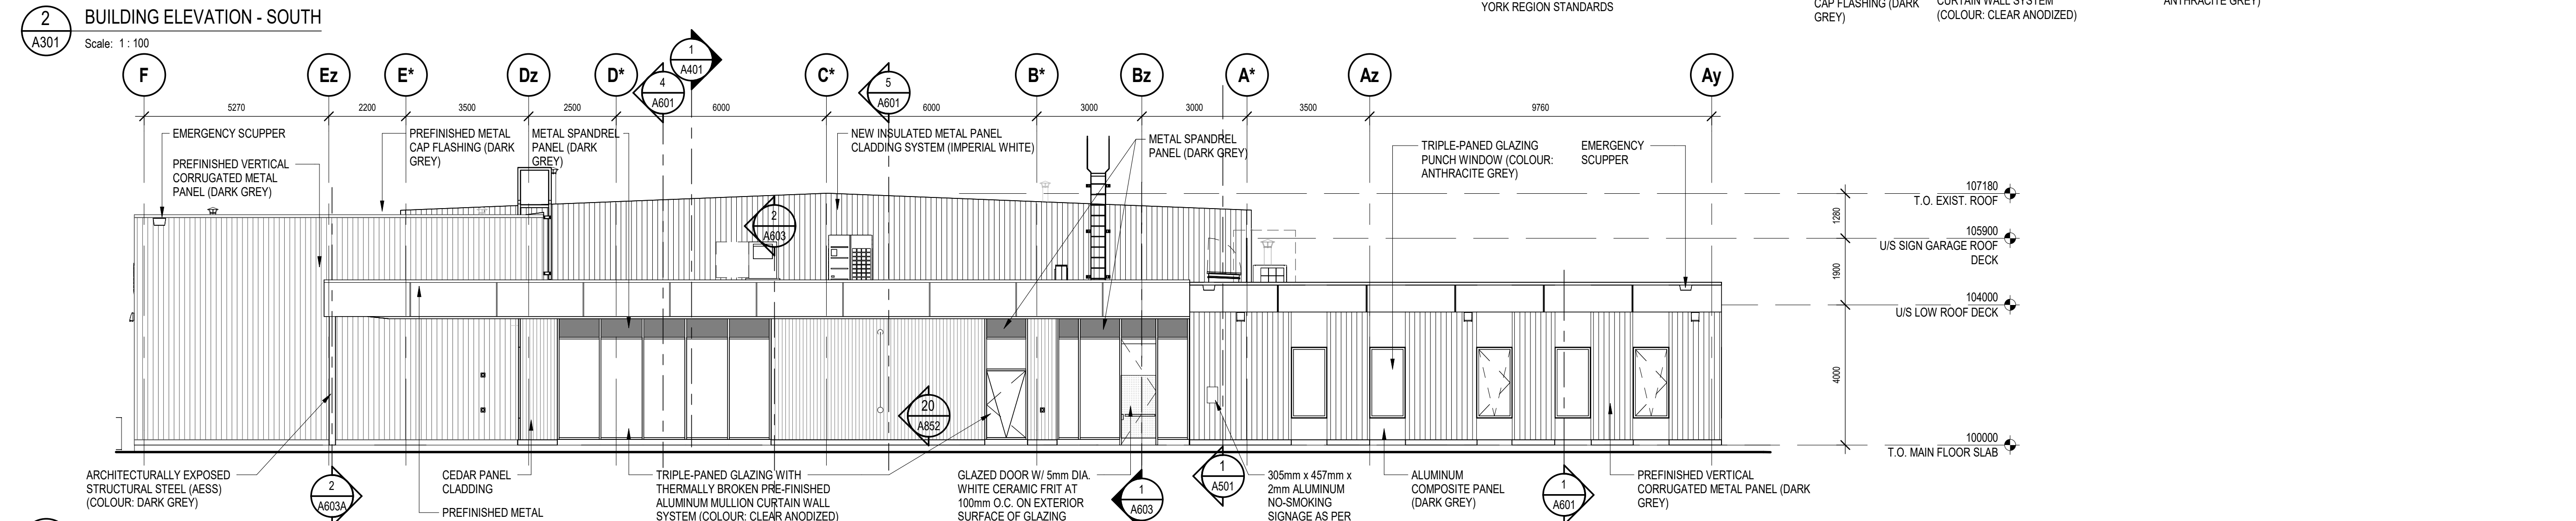 YORK REGION STANDARDS
CAP FLASHING (DARK
GREY)
CURTAIN WALL SYSTEM
(COLOUR: CLEAR ANODIZED)
ANTHRACITE GREY)
2
A301
BUILDING ELEVATION - SOUTH
Scale: 1 : 100
1
A401
F
Ez
E*
Dz
D*
C*
B*
Bz
A*
Az
Ay
4
A601
5
A601
5270
2200
3500
2500
6000
6000
3000
3000
3500
9760
EMERGENCY SCUPPER
PREFINISHED VERTICAL
CORRUGATED METAL
PANEL (DARK GREY)
PREFINISHED METAL
CAP FLASHING (DARK
GREY)
METAL SPANDREL
PANEL (DARK
GREY)
NEW INSULATED METAL PANEL
CLADDING SYSTEM (IMPERIAL WHITE)
METAL SPANDREL
PANEL (DARK GREY)
TRIPLE-PANED GLAZING
PUNCH WINDOW (COLOUR:
ANTHRACITE GREY)
EMERGENCY
SCUPPER
107180
T.O. EXIST. ROOF
1280
105900
U/S SIGN GARAGE ROOF
DECK
1900
104000
U/S LOW ROOF DECK
4000
100000
T.O. MAIN FLOOR SLAB
2
A603
20
A852
ARCHITECTURALLY EXPOSED
STRUCTURAL STEEL (AESS)
(COLOUR: DARK GREY)
2
A603A
CEDAR PANEL
CLADDING
PREFINISHED METAL
TRIPLE-PANED GLAZING WITH
THERMALLY BROKEN PRE-FINISHED
ALUMINUM MULLION CURTAIN WALL
SYSTEM (COLOUR: CLEAR ANODIZED)
GLAZED DOOR W/ 5mm DIA.
WHITE CERAMIC FRIT AT
100mm O.C. ON EXTERIOR
SURFACE OF GLAZING
1
A603
1
A501
305mm x 457mm x
2mm ALUMINUM
NO-SMOKING
SIGNAGE AS PER
ALUMINUM
COMPOSITE PANEL
(DARK GREY)
1
A601
PREFINISHED VERTICAL
CORRUGATED METAL PANEL (DARK
GREY)